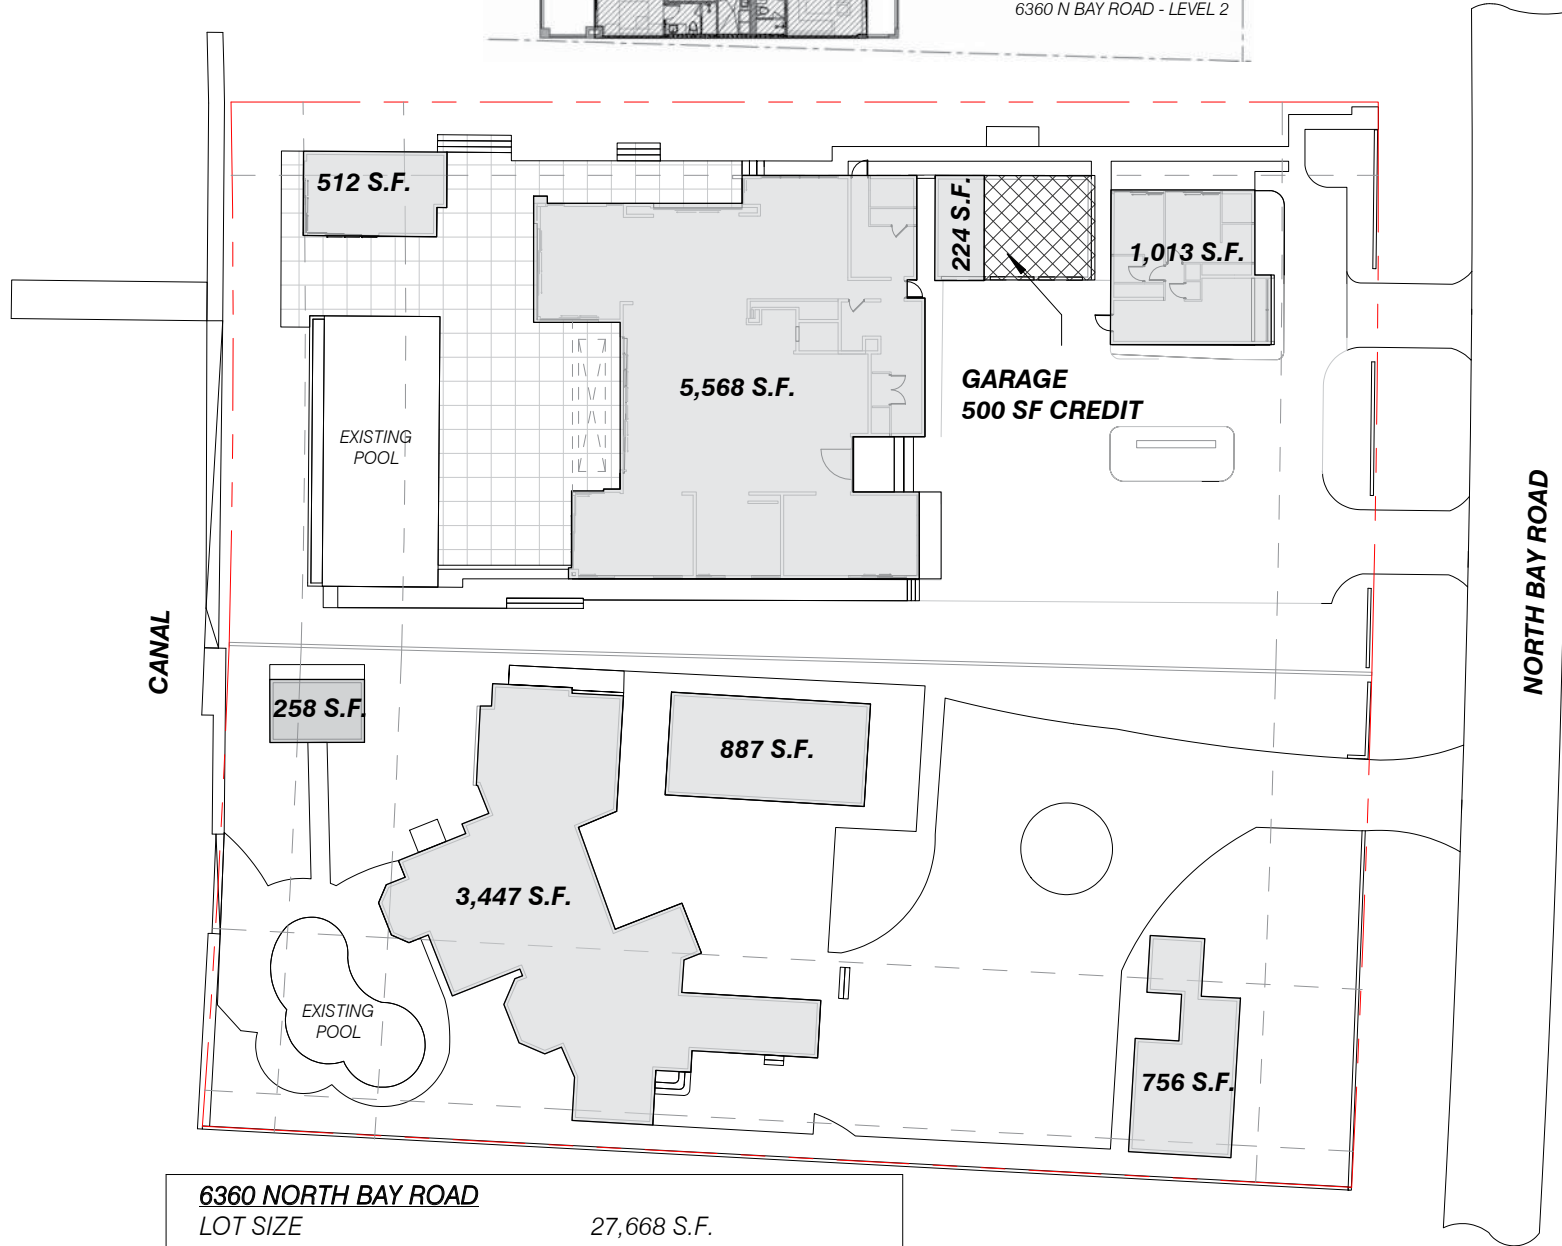 6360 N BAY ROAD - LEVEL 2
512 S.F.
224 S.F.
1,013 S.F.
5,568 S.F.
GARAGE
500 SF CREDIT
EXISTING
POOL
NORTH BAY ROAD
CANAL
258 S.F.
887 S.F.
3,447 S.F.
EXISTING
POOL
756 S.F.
6360 NORTH BAY ROAD
LOT SIZE 27,668 S.F.